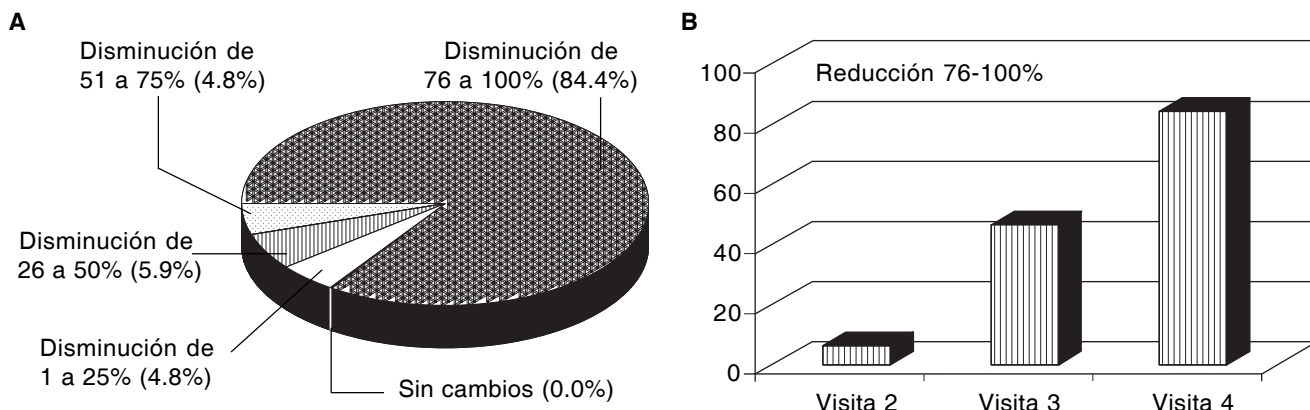 A
Disminución de
51 a 75% (4.8%)
Disminución de
76 a 100% (84.4%)
Disminución de
26 a 50% (5.9%)
Disminución de
1 a 25% (4.8%)
Sin cambios (0.0%)
B
Reducción 76-100%
100
80
60
40
20
0
Visita 2
Visita 3
Visita 4